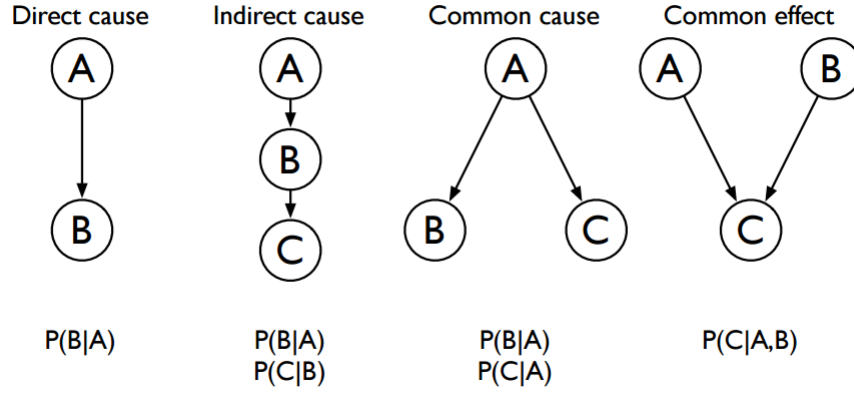 Direct cause
Indirect cause
Common cause
Common effect
A
A
A
A
B
B
B
B
C
C
C
P(B|A)
P(B|A)
P(B|A)
P(C|A,B)
P(C|B)
P(C|A)